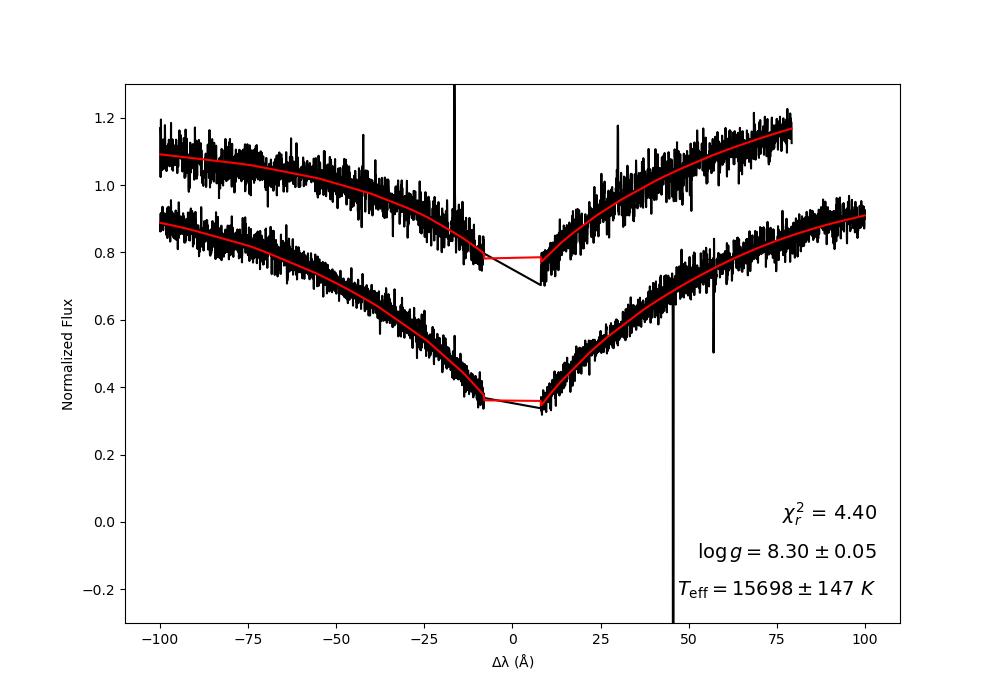 1.2
1.0
0.8
0.6
0.4
0.2
0.0
−0.2
Normalized Flux
χ²ᵣ = 4.40
log g = 8.30 ± 0.05
T_eff = 15698 ± 147 K
−100 −75 −50 −25 0 25 50 75 100
Δλ (Å)